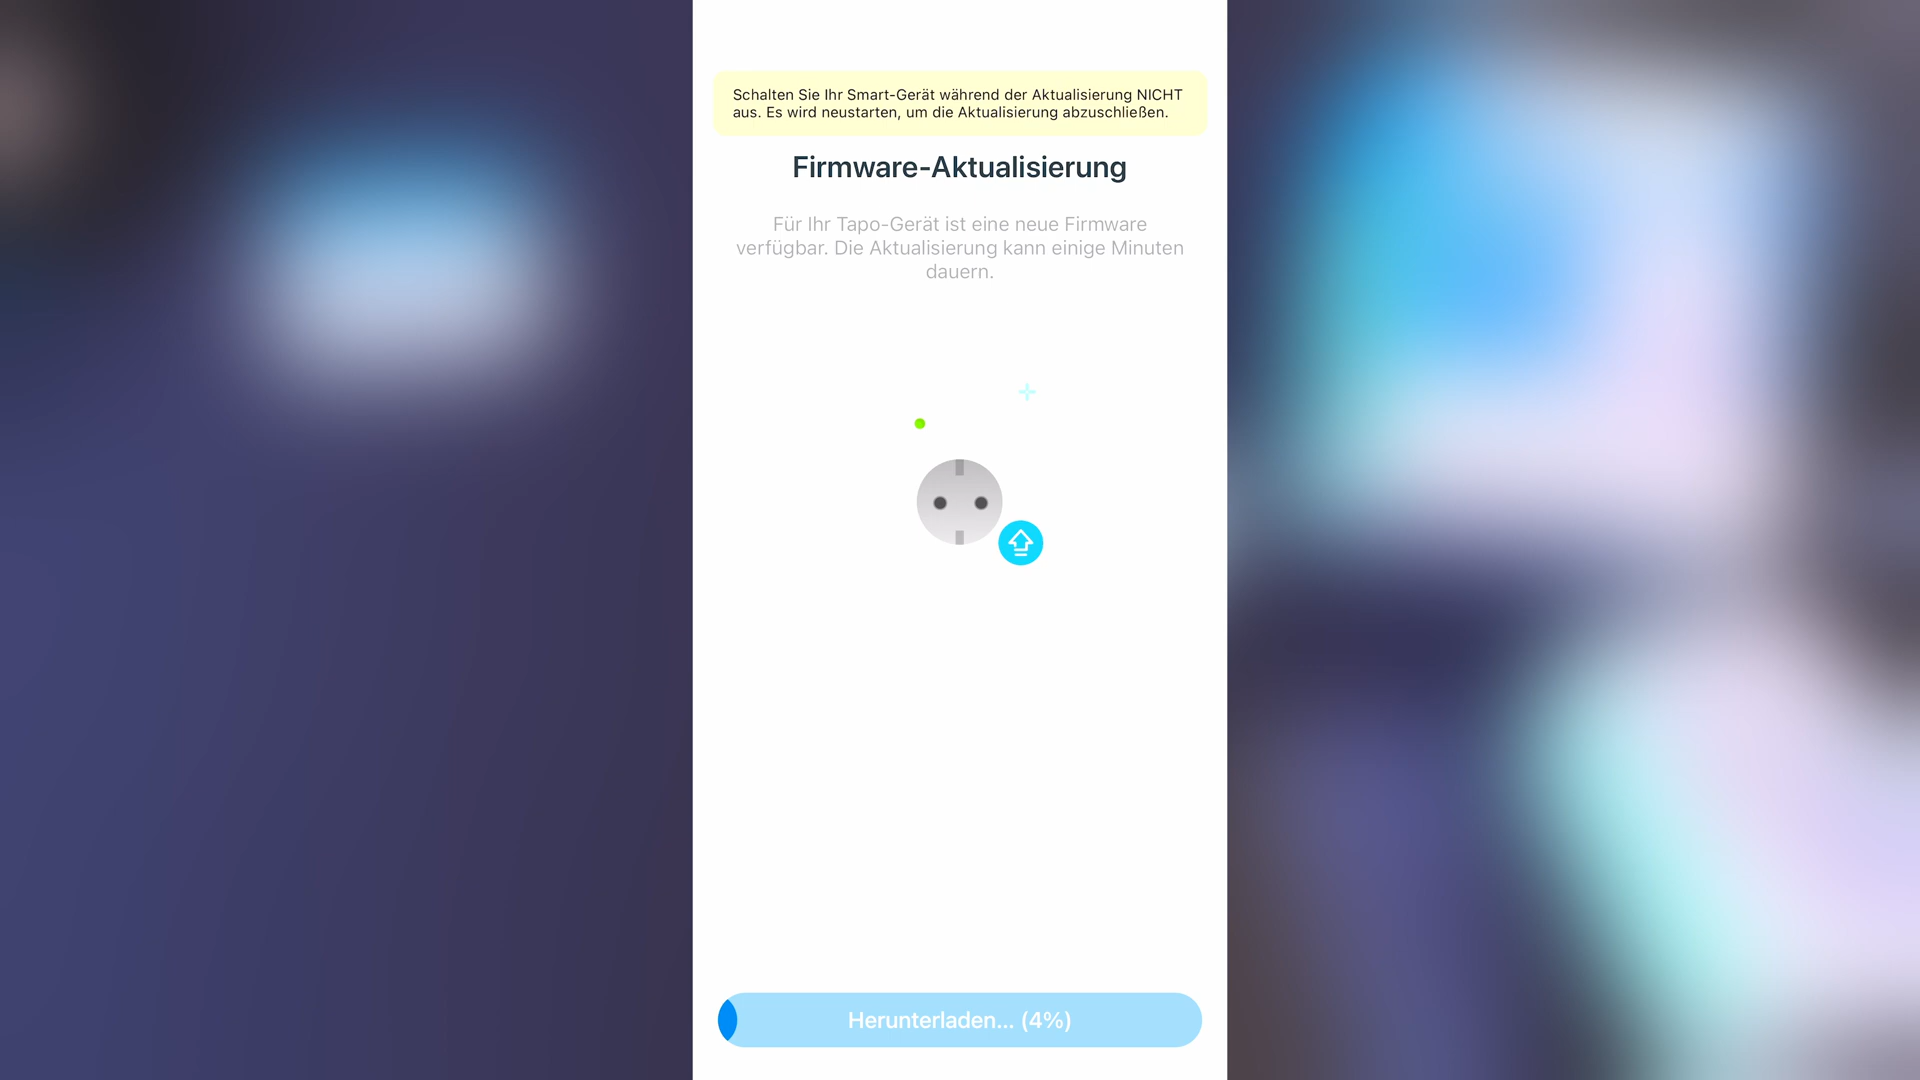 Schalten Sie Ihr Smart-Gerät während der Aktualisierung NICHT
aus. Es wird neustarten, um die Aktualisierung abzuschließen.
Firmware-Aktualisierung
Für Ihr Tapo-Gerät ist eine neue Firmware
verfügbar. Die Aktualisierung kann einige Minuten
dauern.
Herunterladen... (4%)